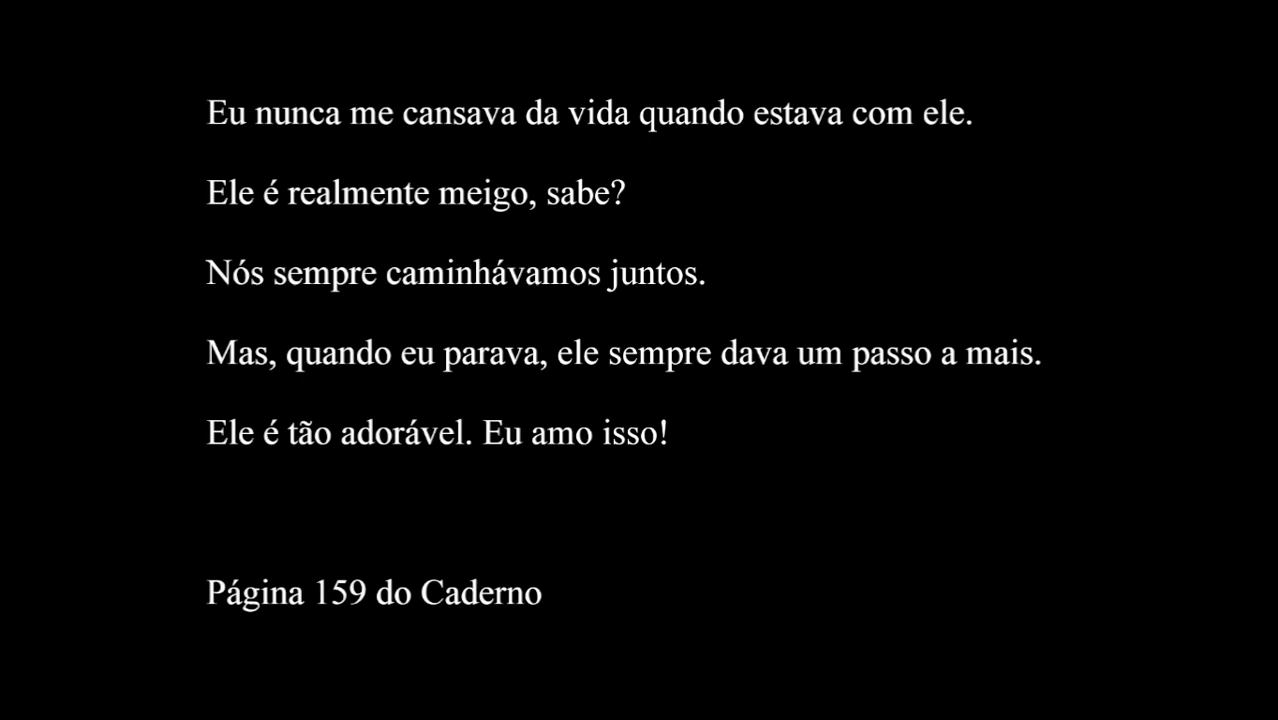 Eu nunca me cansava da vida quando estava com ele.
Ele é realmente meigo, sabe?
Nós sempre caminhávamos juntos.
Mas, quando eu parava, ele sempre dava um passo a mais.
Ele é tão adorável. Eu amo isso!
Página 159 do Caderno